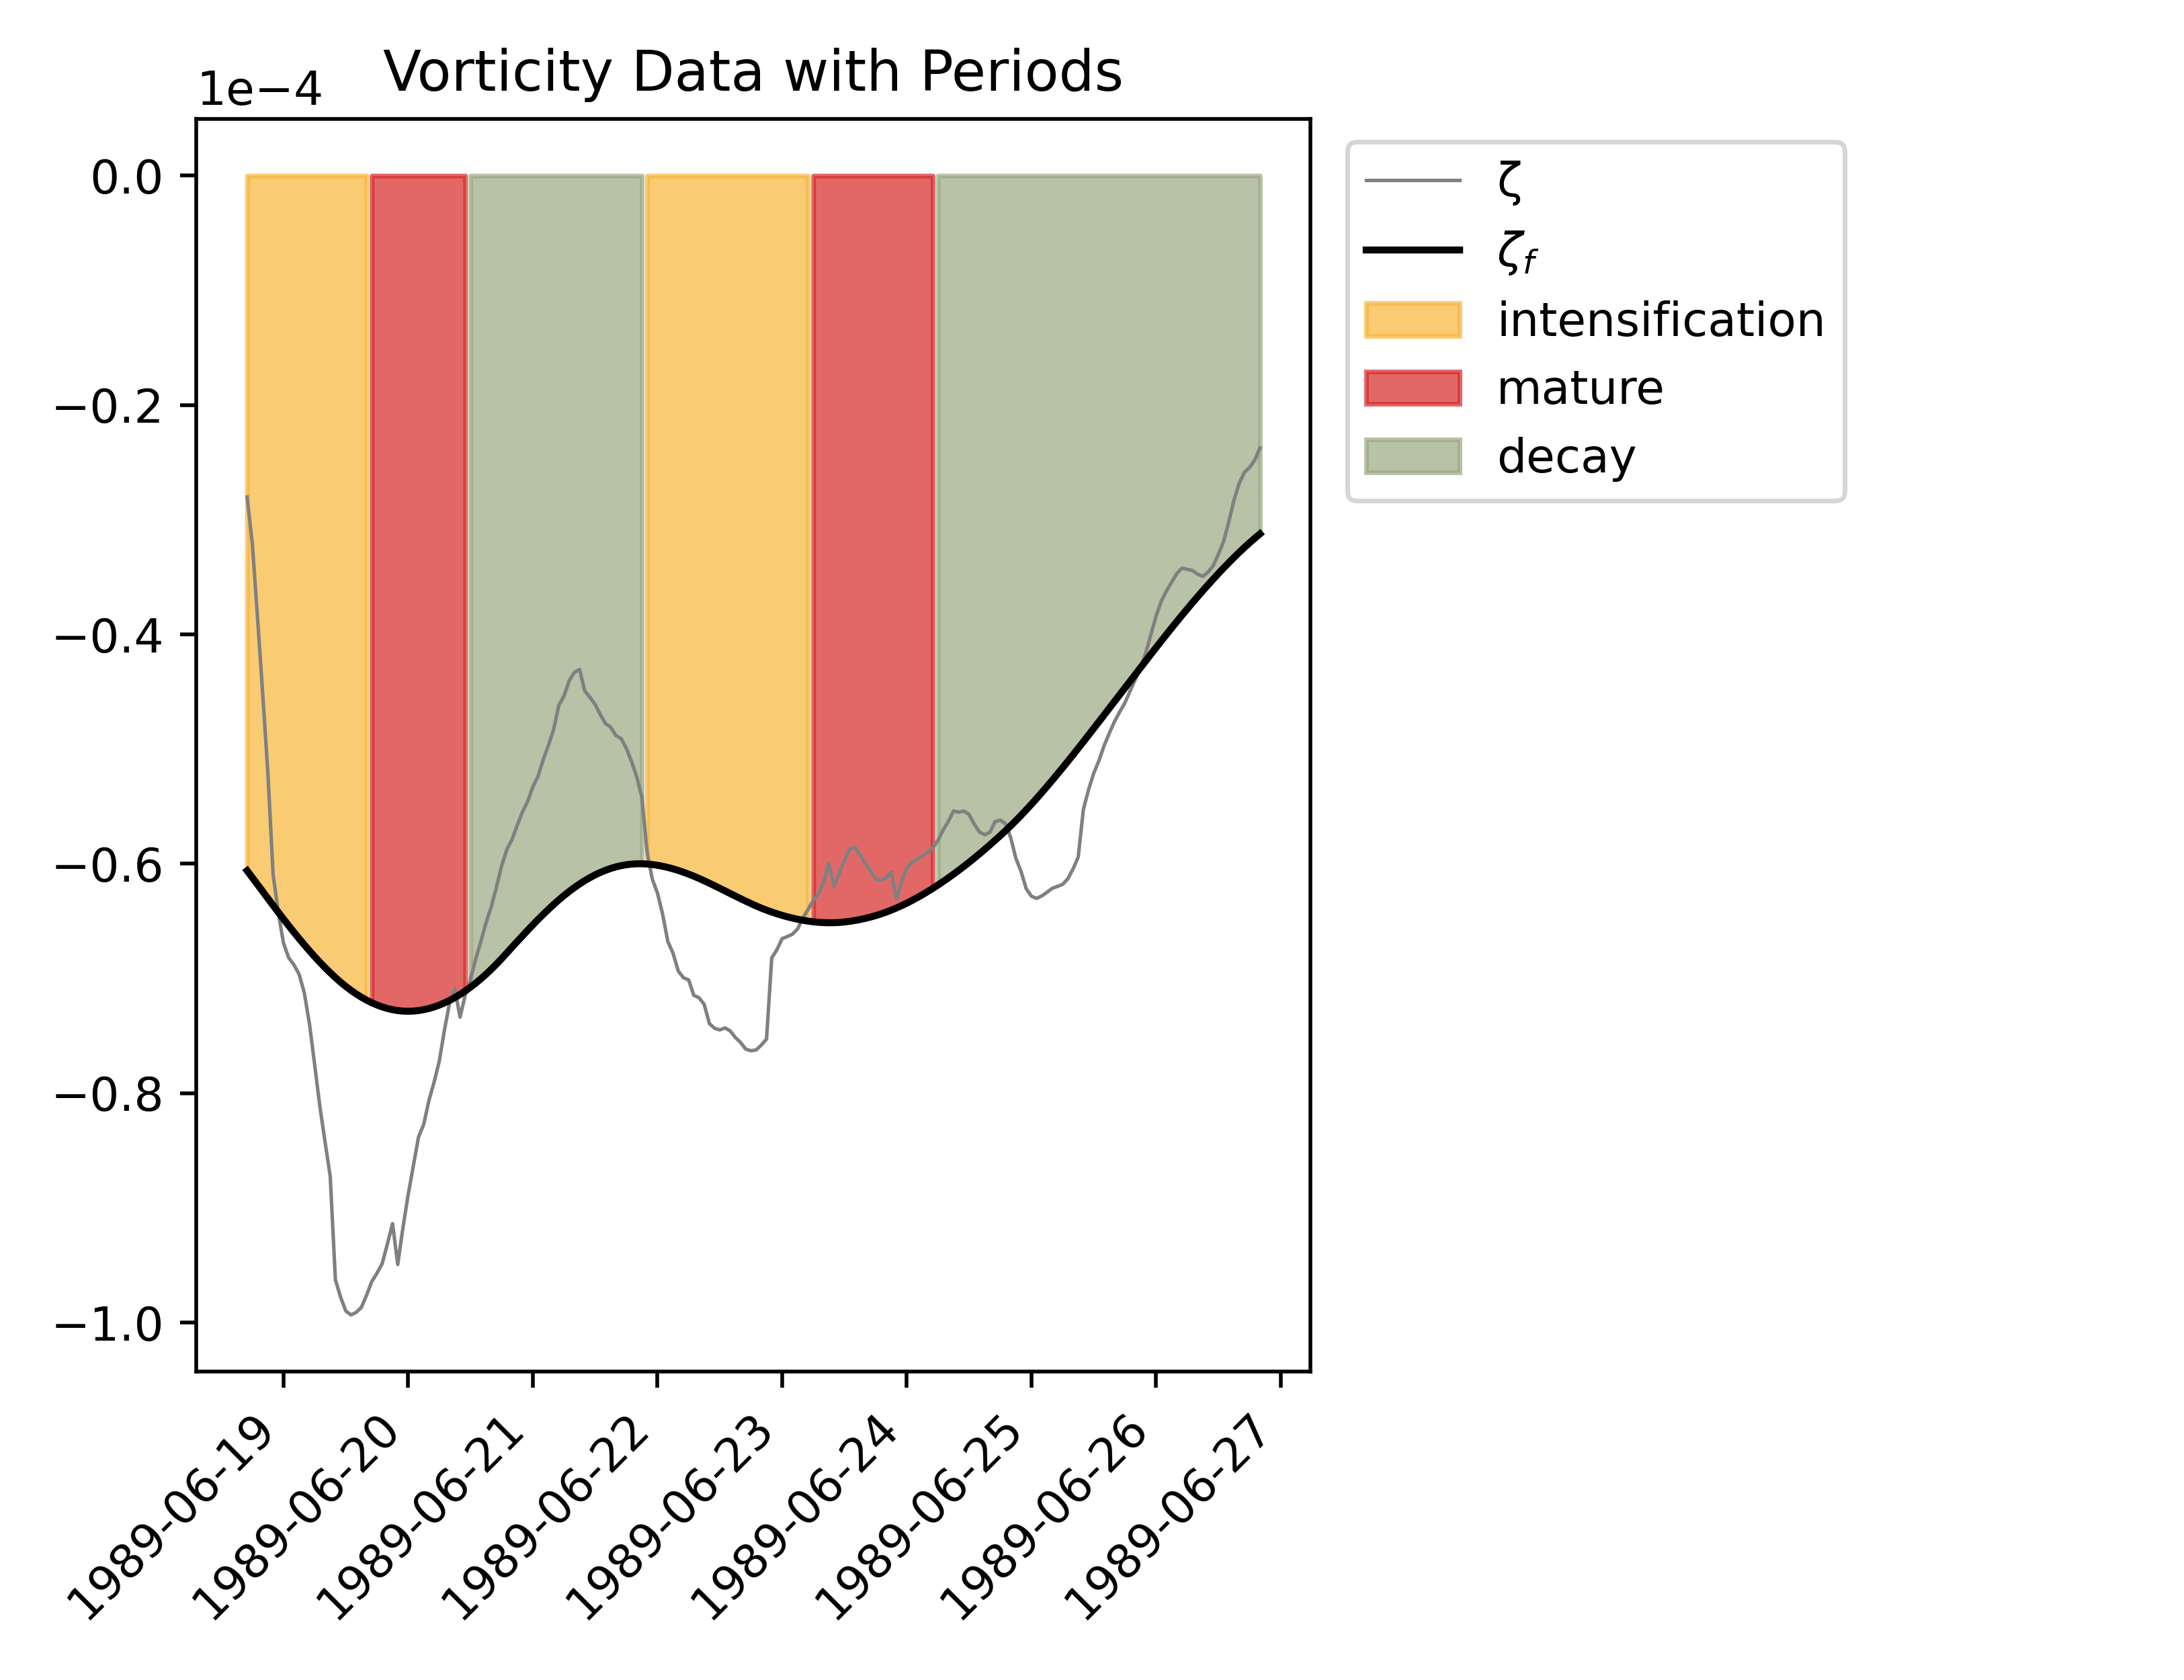 Vorticity Data with Periods
1e−4
0.0
−0.2
−0.4
−0.6
−0.8
−1.0
1989-06-19
1989-06-20
1989-06-21
1989-06-22
1989-06-23
1989-06-24
1989-06-25
1989-06-26
1989-06-27
ζ
ζf
intensification
mature
decay